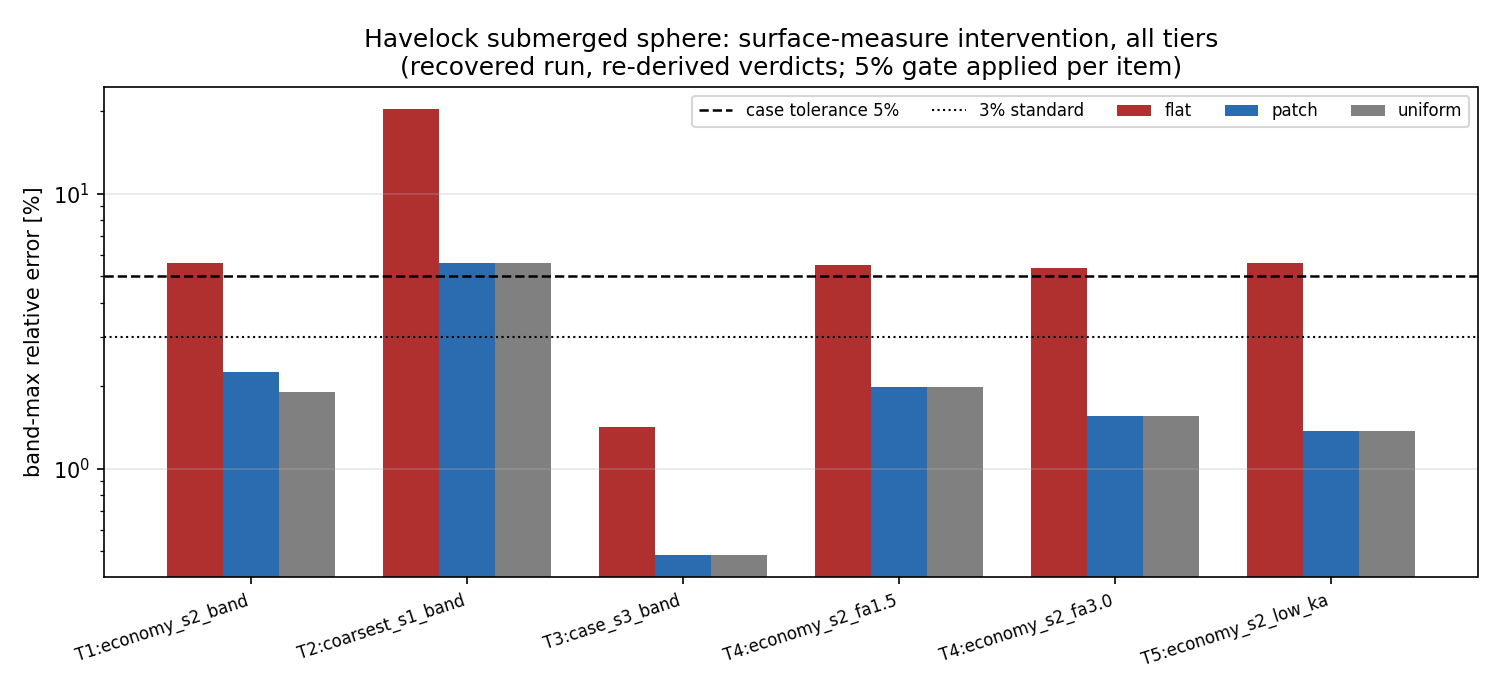 Havelock submerged sphere: surface-measure intervention, all tiers
(recovered run, re-derived verdicts; 5% gate applied per item)
case tolerance 5%
3% standard
flat
patch
uniform
band-max relative error [%]
10¹
10⁰
T1:economy_s2_band
T2:coarsest_s1_band
T3:case_s3_band
T4:economy_s2_fa1.5
T4:economy_s2_fa3.0
T5:economy_s2_low_ka